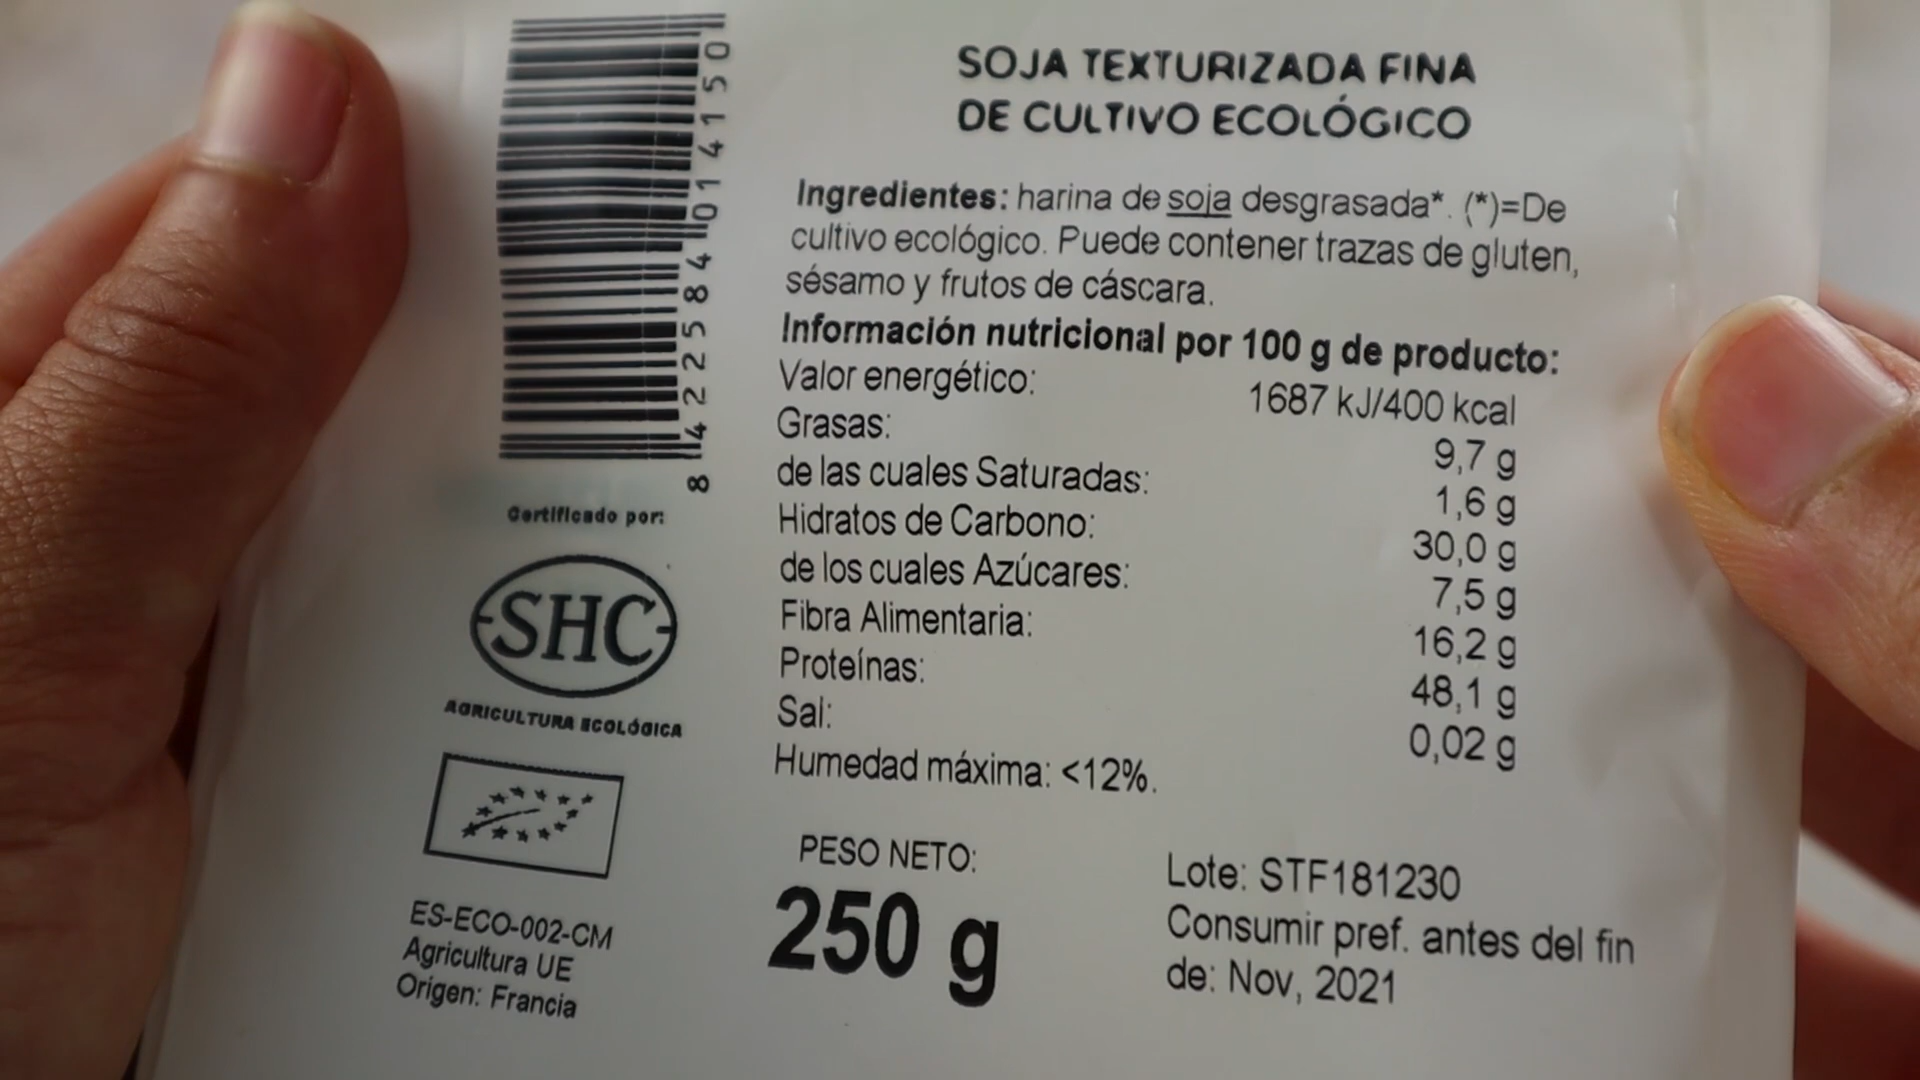 SOJA TEXTURIZADA FINA
DE CULTIVO ECOLÓGICO
Ingredientes: harina de soja desgrasada*. (*)=De
cultivo ecológico. Puede contener trazas de gluten,
sésamo y frutos de cáscara.
Información nutricional por 100 g de producto:
Valor energético: 1687 kJ/400 kcal
Grasas: 9,7 g
de las cuales Saturadas: 1,6 g
Hidratos de Carbono: 30,0 g
de los cuales Azúcares: 7,5 g
Fibra Alimentaria: 16,2 g
Proteínas: 48,1 g
Sal: 0,02 g
Humedad máxima: <12%.
PESO NETO:
250 g
Lote: STF181230
Consumir pref. antes del fin
de: Nov, 2021
8 422584 014150
Certificado por:
SHC
AGRICULTURA ECOLÓGICA
ES-ECO-002-CM
Agricultura UE
Origen: Francia